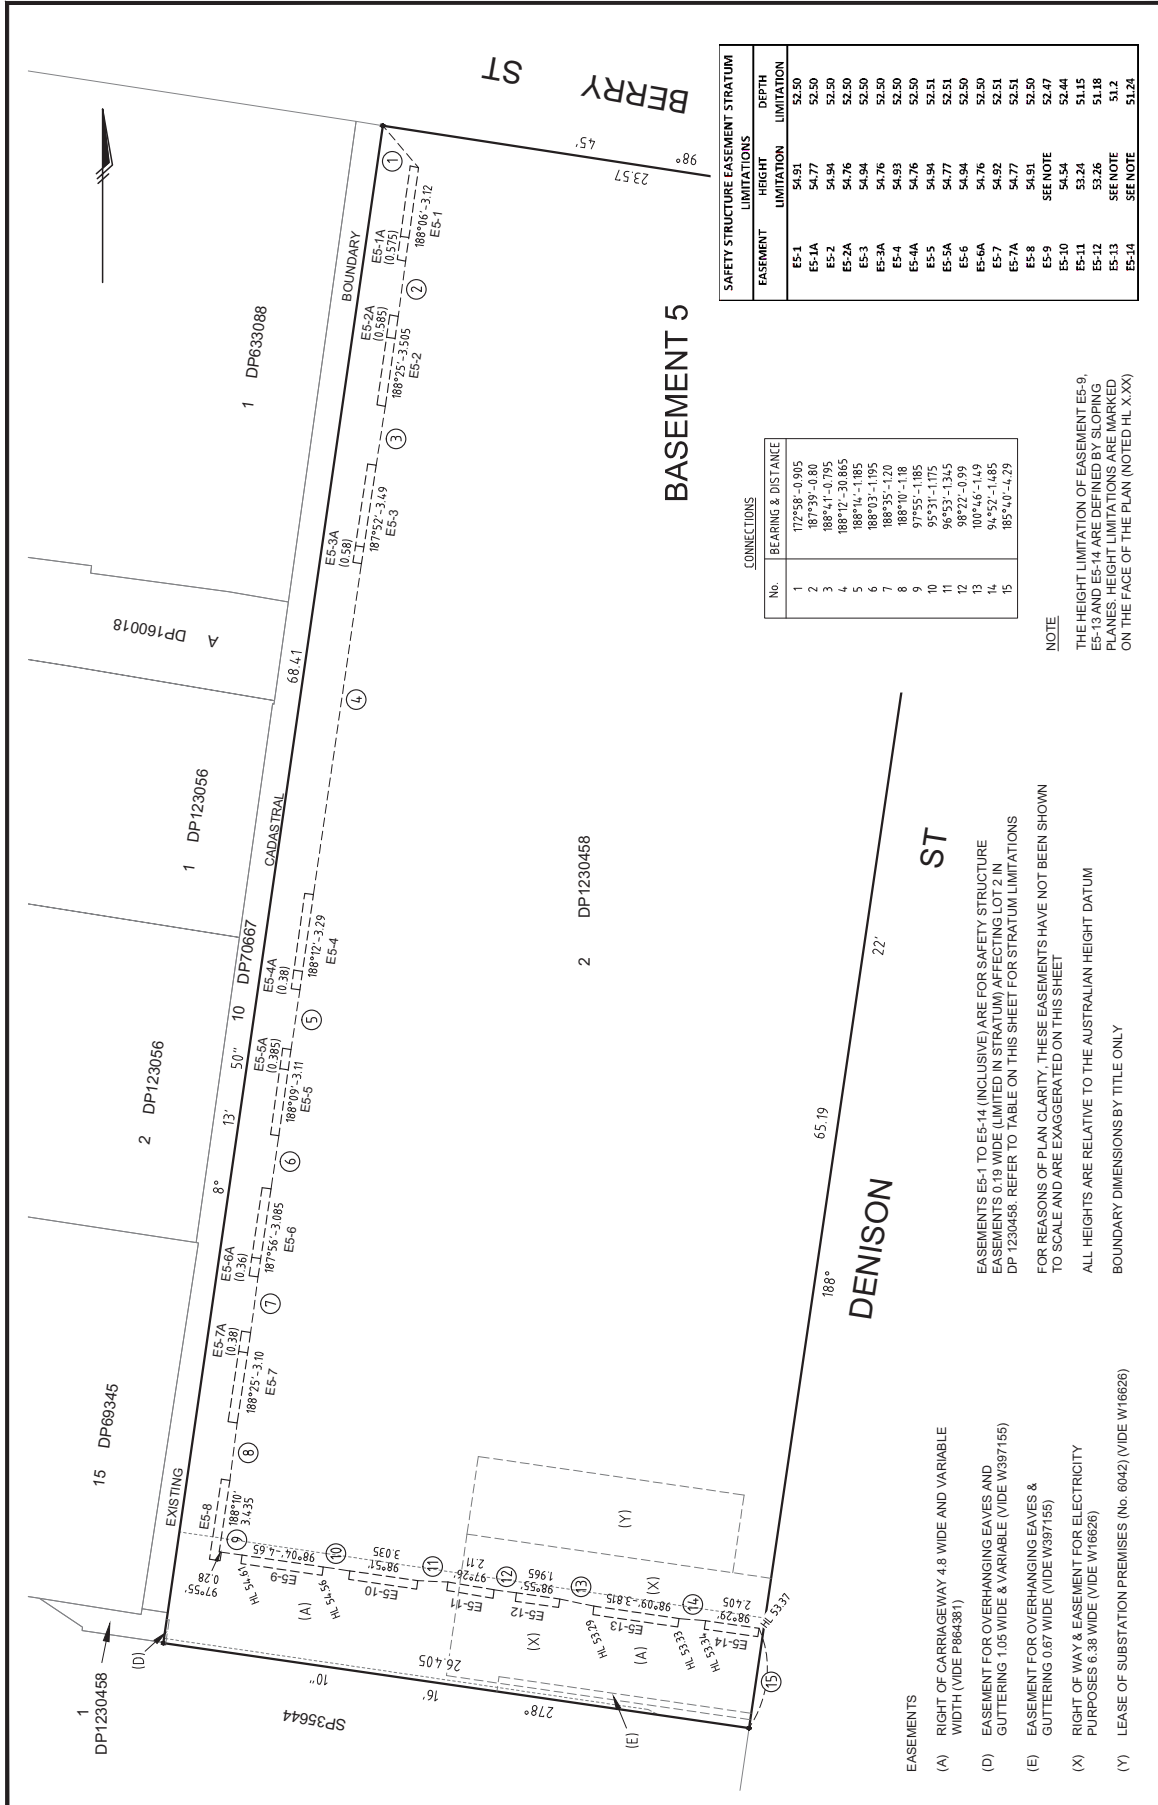 BERRY ST
98° 45'
23.57
SAFETY STRUCTURE EASEMENT STRATUM
LIMITATIONS
EASEMENT HEIGHT LIMITATION DEPTH LIMITATION
E5-1 54.91 52.50
E5-1A 54.77 52.50
E5-2 54.94 52.50
E5-2A 54.76 52.50
E5-3 54.94 52.50
E5-3A 54.76 52.50
E5-4 54.93 52.50
E5-4A 54.76 52.50
E5-5 54.94 52.51
E5-5A 54.77 52.51
E5-6 54.94 52.50
E5-6A 54.76 52.50
E5-7 54.92 52.51
E5-7A 54.77 52.51
E5-8 54.91 52.50
E5-9 SEE NOTE 52.47
E5-10 54.54 52.44
E5-11 53.24 51.15
E5-12 53.26 51.18
E5-13 SEE NOTE 51.2
E5-14 SEE NOTE 51.24
BASEMENT 5
CONNECTIONS
No. BEARING & DISTANCE
1 172°58'-0.905
2 187°39'-0.80
3 188°41'-0.795
4 188°12'-30.865
5 188°14'-1.185
6 188°03'-1.195
7 188°35'-1.20
8 188°10'-1.18
9 97°55'-1.185
10 95°31'-1.175
11 96°53'-1.345
12 98°22'-0.99
13 100°46'-1.49
14 94°52'-1.485
15 185°40'-4.29
NOTE
THE HEIGHT LIMITATION OF EASEMENT E5-9,
E5-13 AND E5-14 ARE DEFINED BY SLOPING
PLANES. HEIGHT LIMITATIONS ARE MARKED
ON THE FACE OF THE PLAN (NOTED HL X.XX)
1 DP633088
A DP160018
1 DP123056
2 DP123056
15 DP69345
1
DP1230458
10 DP70667
2 DP1230458
SP35644
EXISTING CADASTRAL BOUNDARY
8° 13' 50"
68.41
1
E5-1A
(0.575)
188°06'-3.12
E5-1
2
E5-2A
(0.585)
188°25'-3.505
E5-2
3
E5-3A
(0.58)
187°52'-3.49
E5-3
4
E5-4A
(0.38)
188°12'-3.29
E5-4
5
E5-5A
(0.385)
188°09'-3.11
E5-5
6
E5-6A
(0.36)
187°56'-3.085
E5-6
7
E5-7A
(0.38)
188°25'-3.10
E5-7
8
E5-8
188°10'
3.435
97°55'
0.28
9
HL 54.67
98°04'-4.65
E5-9
HL 54.56
(A)
10
98°51'
3.035
E5-10
11
97°26'
2.11
E5-11
12
98°55'
1.965
E5-12
(X)
13
HL 53.29
98°09'-3.815
E5-13
HL 53.33
(A)
14
HL 53.34
98°29'
2.405
E5-14
HL 53.37
15
(D)
(E)
(X)
(Y)
278° 16' 10"
26.405
188° 22'
65.19
DENISON ST
EASEMENTS E5-1 TO E5-14 (INCLUSIVE) ARE FOR SAFETY STRUCTURE
EASEMENTS 0.19 WIDE (LIMITED IN STRATUM) AFFECTING LOT 2 IN
DP 1230458. REFER TO TABLE ON THIS SHEET FOR STRATUM LIMITATIONS
FOR REASONS OF PLAN CLARITY, THESE EASEMENTS HAVE NOT BEEN SHOWN
TO SCALE AND ARE EXAGGERATED ON THIS SHEET
ALL HEIGHTS ARE RELATIVE TO THE AUSTRALIAN HEIGHT DATUM
BOUNDARY DIMENSIONS BY TITLE ONLY
EASEMENTS
(A) RIGHT OF CARRIAGEWAY 4.8 WIDE AND VARIABLE
WIDTH (VIDE P864381)
(D) EASEMENT FOR OVERHANGING EAVES AND
GUTTERING 1.05 WIDE & VARIABLE (VIDE W397155)
(E) EASEMENT FOR OVERHANGING EAVES &
GUTTERING 0.67 WIDE (VIDE W397155)
(X) RIGHT OF WAY & EASEMENT FOR ELECTRICITY
PURPOSES 6.38 WIDE (VIDE W16626)
(Y) LEASE OF SUBSTATION PREMISES (No. 6042) (VIDE W16626)